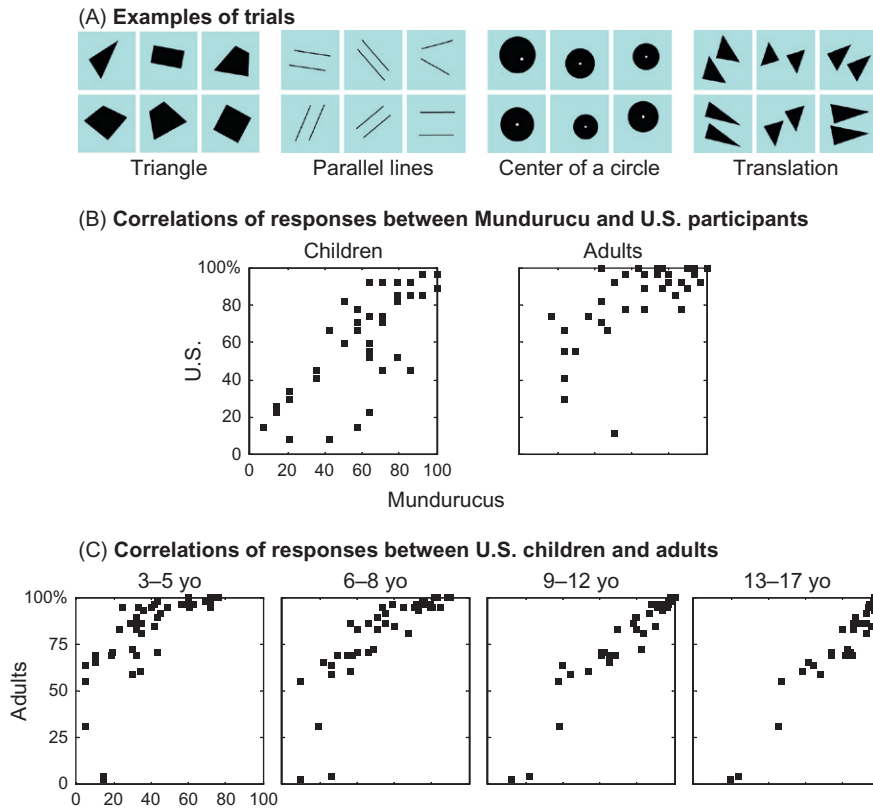 (A) Examples of trials
Triangle
Parallel lines
Center of a circle
Translation
(B) Correlations of responses between Mundurucu and U.S. participants
Children
Adults
100%
80
60
40
20
0
U.S.
0 20 40 60 80 100
Mundurucus
(C) Correlations of responses between U.S. children and adults
3–5 yo
6–8 yo
9–12 yo
13–17 yo
100%
75
50
25
0
Adults
0 20 40 60 80 100